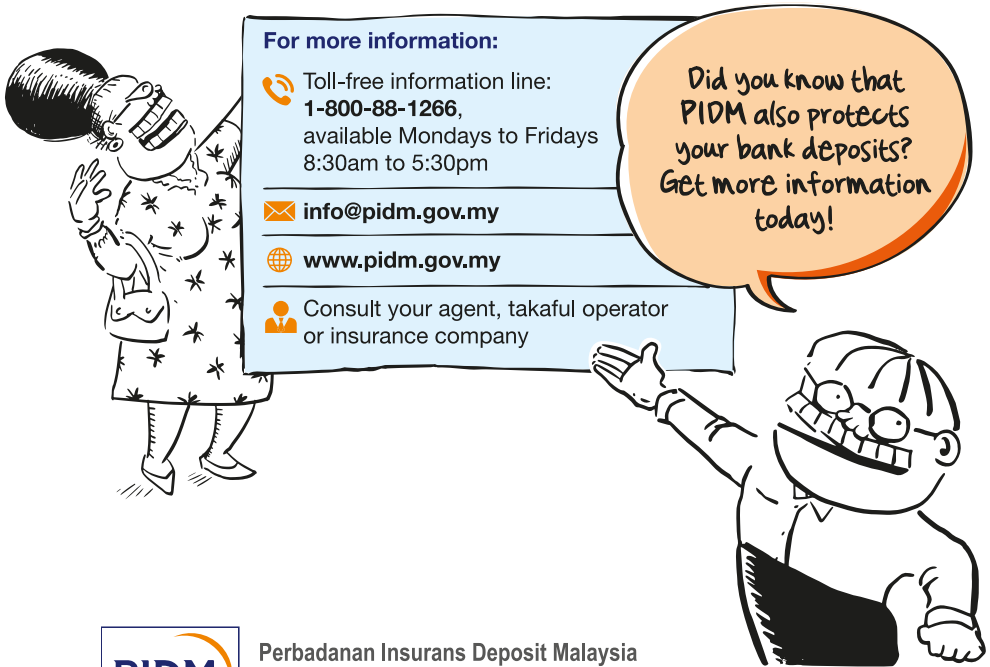 For more information:
Toll-free information line:
1-800-88-1266,
available Mondays to Fridays
8:30am to 5:30pm
info@pidm.gov.my
www.pidm.gov.my
Consult your agent, takaful operator
or insurance company
Did you know that
PIDM also protects
your bank deposits?
Get more information
today!
PIDM
Perbadanan Insurans Deposit Malaysia